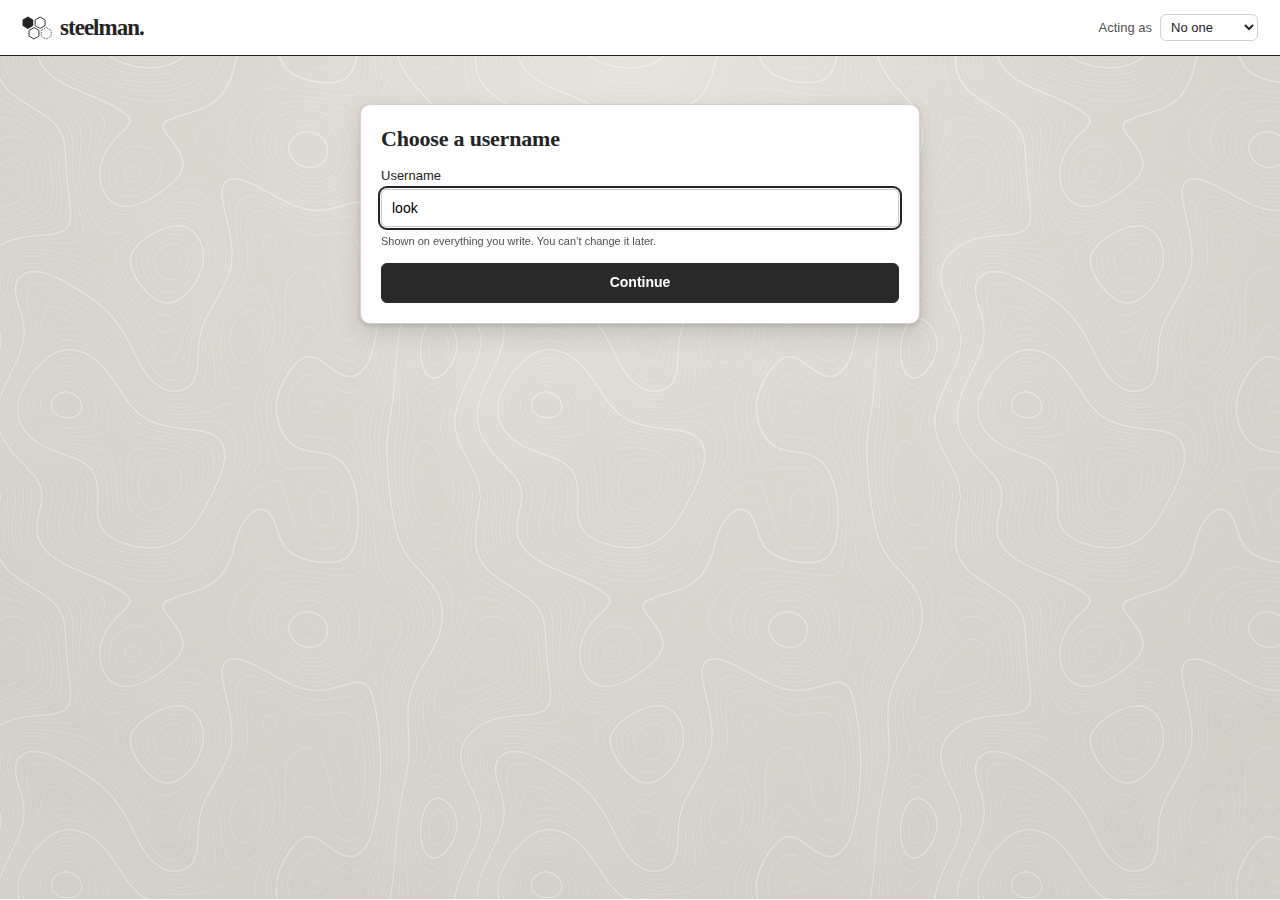 steelman.
Acting as No one
Choose a username
Username
look
Shown on everything you write. You can’t change it later.
Continue